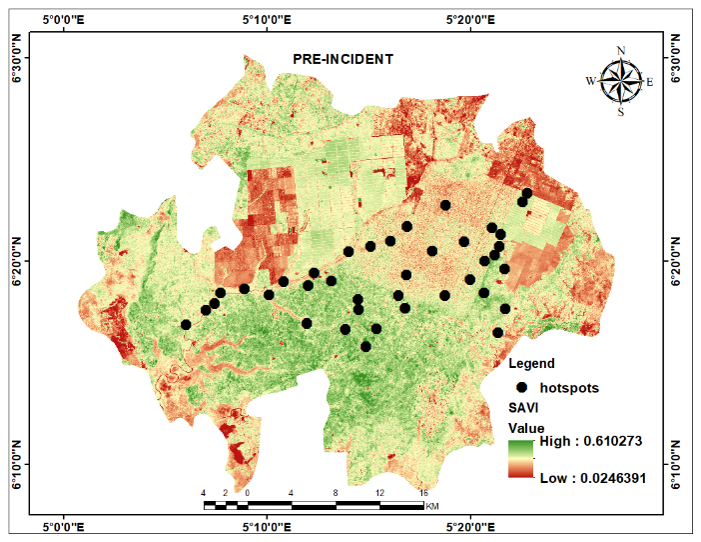 5°0'0"E 5°10'0"E 5°20'0"E
PRE-INCIDENT
N
W E
S
6°30'0"N 6°30'0"N
6°20'0"N 6°20'0"N
6°10'0"N 6°10'0"N
Legend
hotspots
SAVI
Value
High : 0.610273
Low : 0.0246391
4 2 0 4 8 12 16
KM
5°0'0"E 5°10'0"E 5°20'0"E